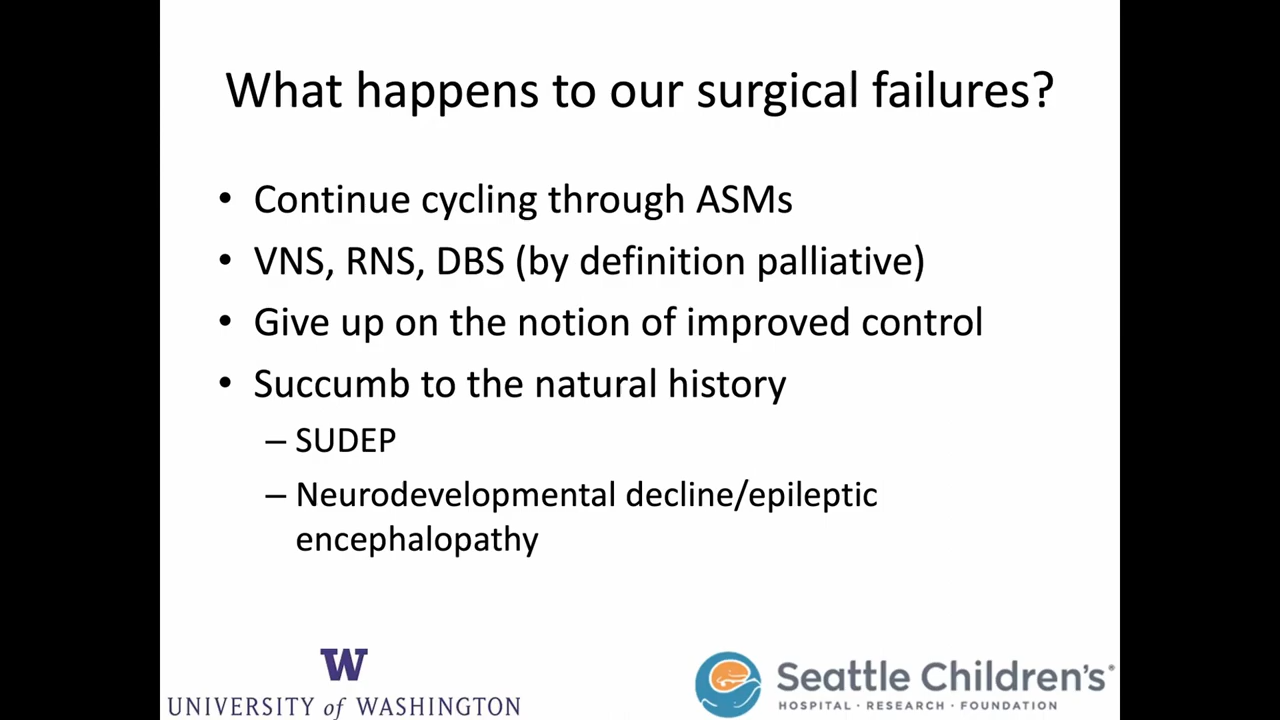 What happens to our surgical failures?
• Continue cycling through ASMs
• VNS, RNS, DBS (by definition palliative)
• Give up on the notion of improved control
• Succumb to the natural history
– SUDEP
– Neurodevelopmental decline/epileptic
encephalopathy
W
UNIVERSITY of WASHINGTON
Seattle Children's®
HOSPITAL · RESEARCH · FOUNDATION